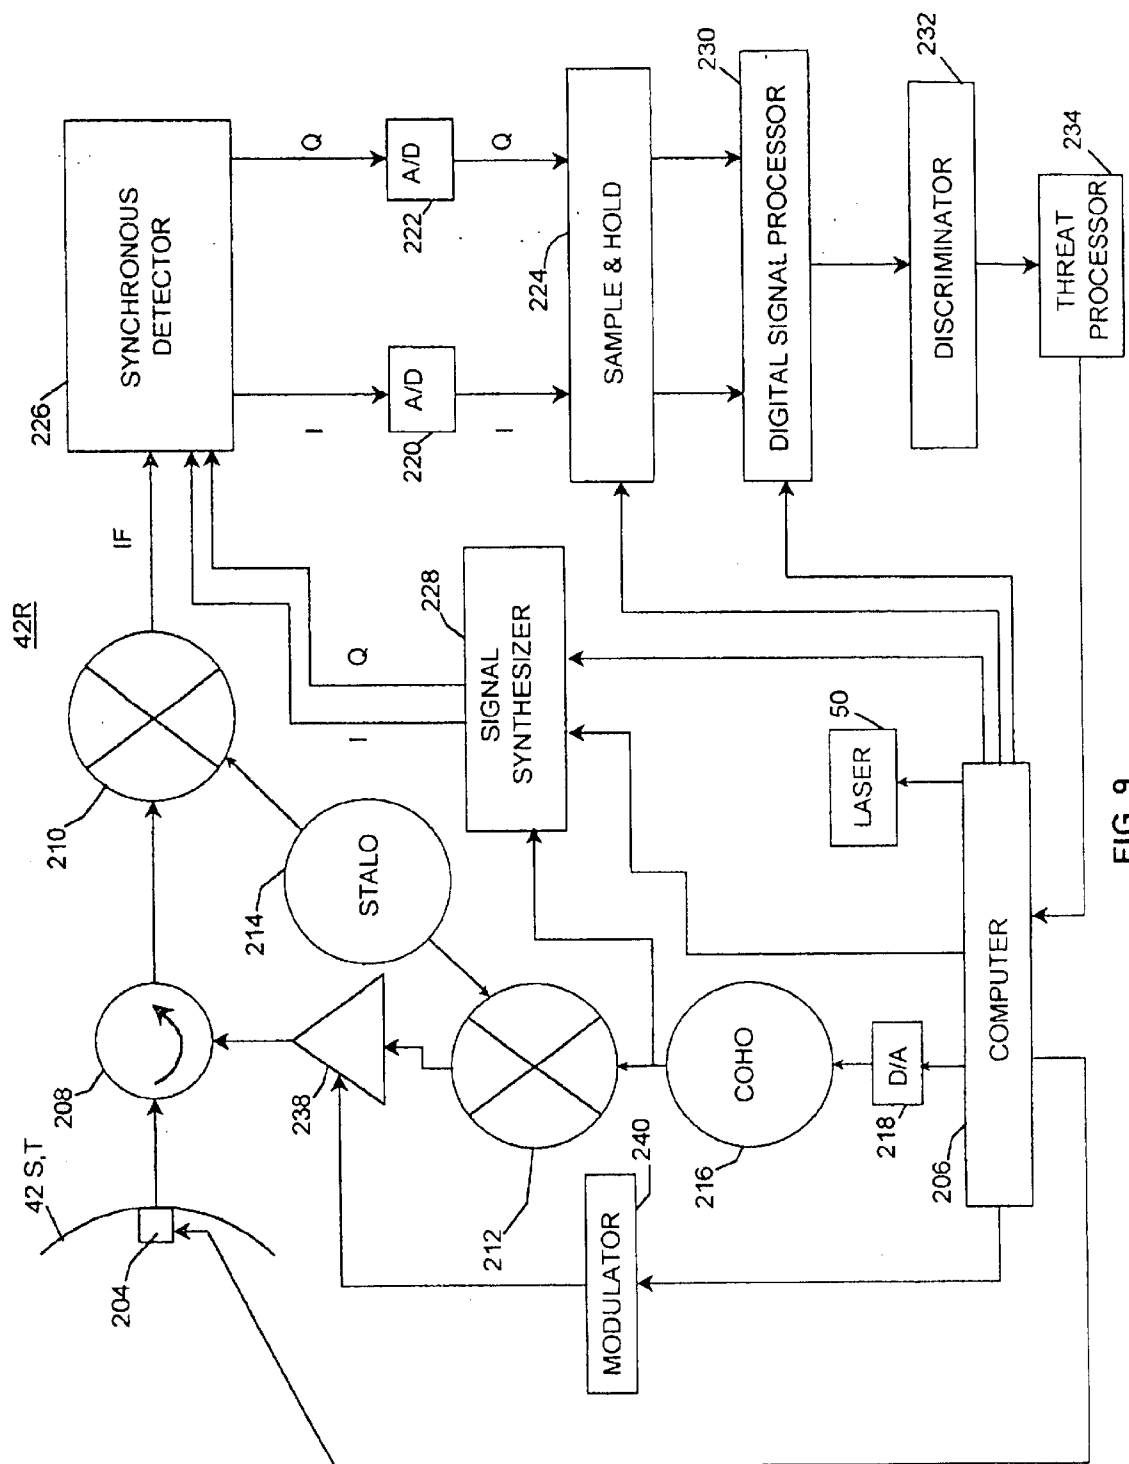 42R
42 S,T
204
208
210
IF
226
SYNCHRONOUS
DETECTOR
238
214
STALO
I
Q
I
Q
212
220
A/D
222
A/D
I
Q
240
MODULATOR
216
COHO
228
SIGNAL
SYNTHESIZER
224
SAMPLE & HOLD
218
D/A
50
LASER
230
DIGITAL SIGNAL PROCESSOR
206
COMPUTER
232
DISCRIMINATOR
234
THREAT
PROCESSOR
FIG. 9